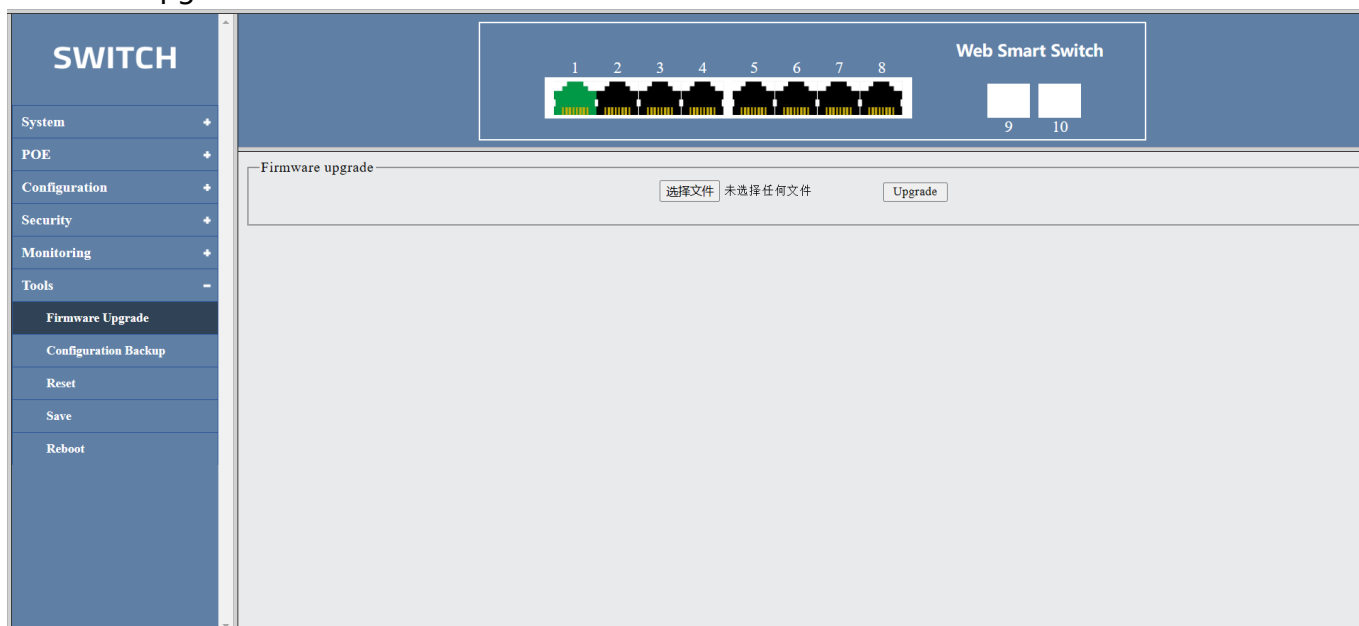 SWITCH
System
POE
Configuration
Security
Monitoring
Tools
Firmware Upgrade
Configuration Backup
Reset
Save
Reboot
Web Smart Switch
1 2 3 4 5 6 7 8
9 10
Firmware upgrade
选择文件 未选择任何文件 Upgrade